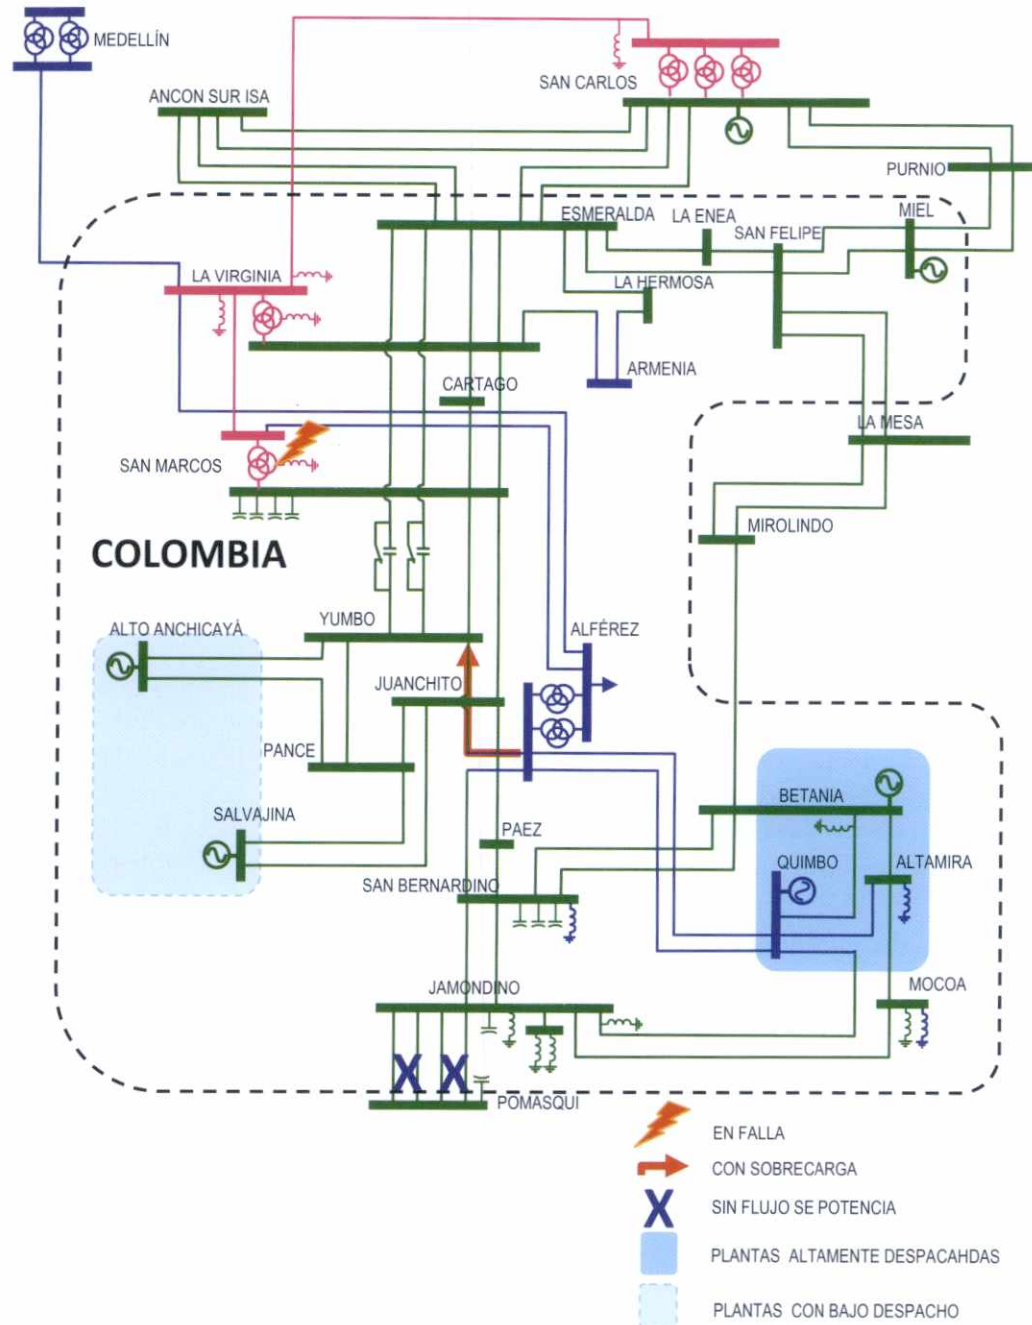 MEDELLÍN
SAN CARLOS
ANCON SUR ISA
PURNIO
ESMERALDA
LA ENEA
MIEL
SAN FELIPE
LA VIRGINIA
LA HERMOSA
ARMENIA
CARTAGO
LA MESA
SAN MARCOS
MIROLINDO
COLOMBIA
ALTO ANCHICAYÁ
YUMBO
ALFÉREZ
JUANCHITO
PANCE
BETANIA
SALVAJINA
PAEZ
QUIMBO
ALTAMIRA
SAN BERNARDINO
JAMONDINO
MOCOA
X X
POMASQUI
EN FALLA
CON SOBRECARGA
X SIN FLUJO SE POTENCIA
PLANTAS ALTAMENTE DESPACAHDAS
PLANTAS CON BAJO DESPACHO